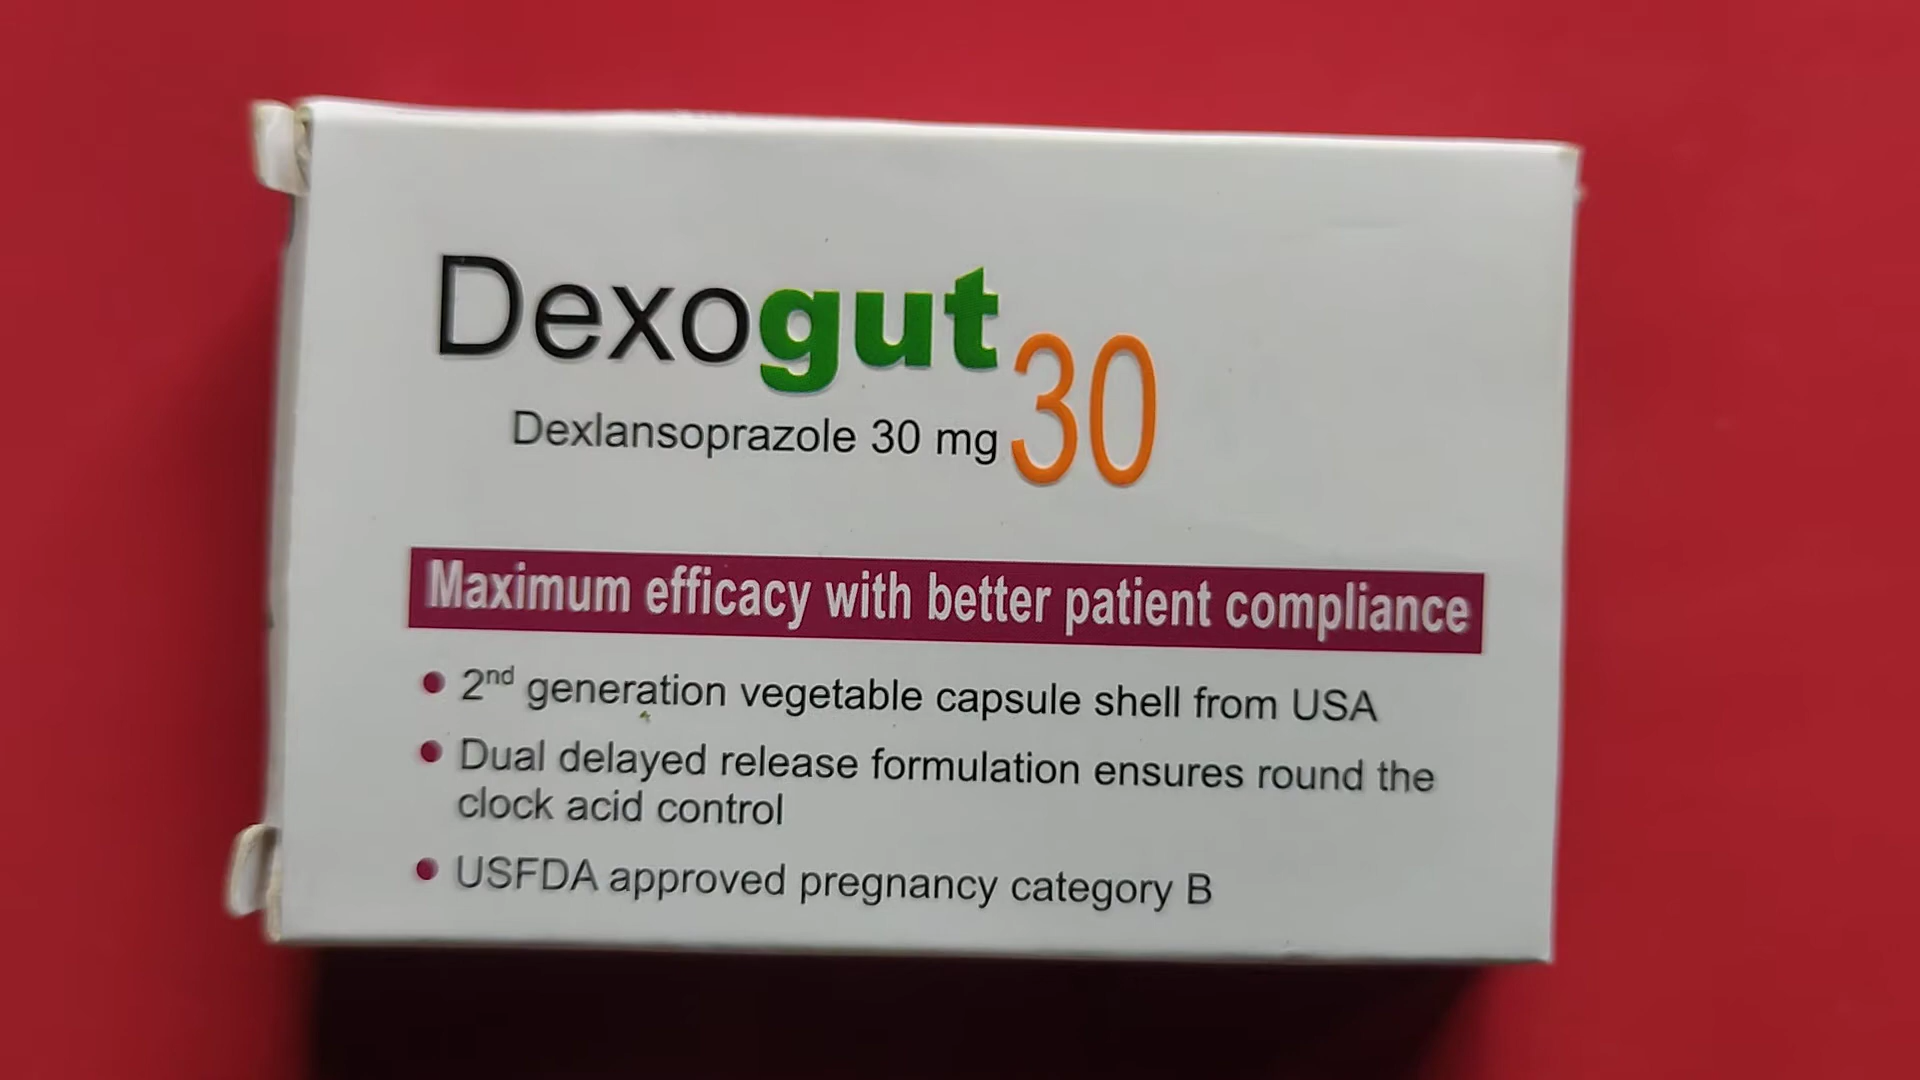 Dexogut 30
Dexlansoprazole 30 mg
Maximum efficacy with better patient compliance
• 2nd generation vegetable capsule shell from USA
• Dual delayed release formulation ensures round the
clock acid control
• USFDA approved pregnancy category B